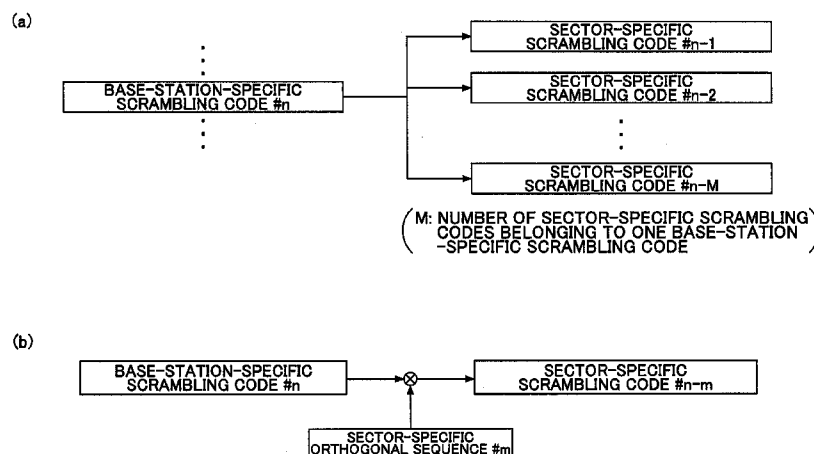 (a)
SECTOR-SPECIFIC
SCRAMBLING CODE #n-1
BASE-STATION-SPECIFIC
SCRAMBLING CODE #n
SECTOR-SPECIFIC
SCRAMBLING CODE #n-2
SECTOR-SPECIFIC
SCRAMBLING CODE #n-M
(M: NUMBER OF SECTOR-SPECIFIC SCRAMBLING
CODES BELONGING TO ONE BASE-STATION
-SPECIFIC SCRAMBLING CODE)
(b)
BASE-STATION-SPECIFIC
SCRAMBLING CODE #n
SECTOR-SPECIFIC
SCRAMBLING CODE #n-m
SECTOR-SPECIFIC
ORTHOGONAL SEQUENCE #m